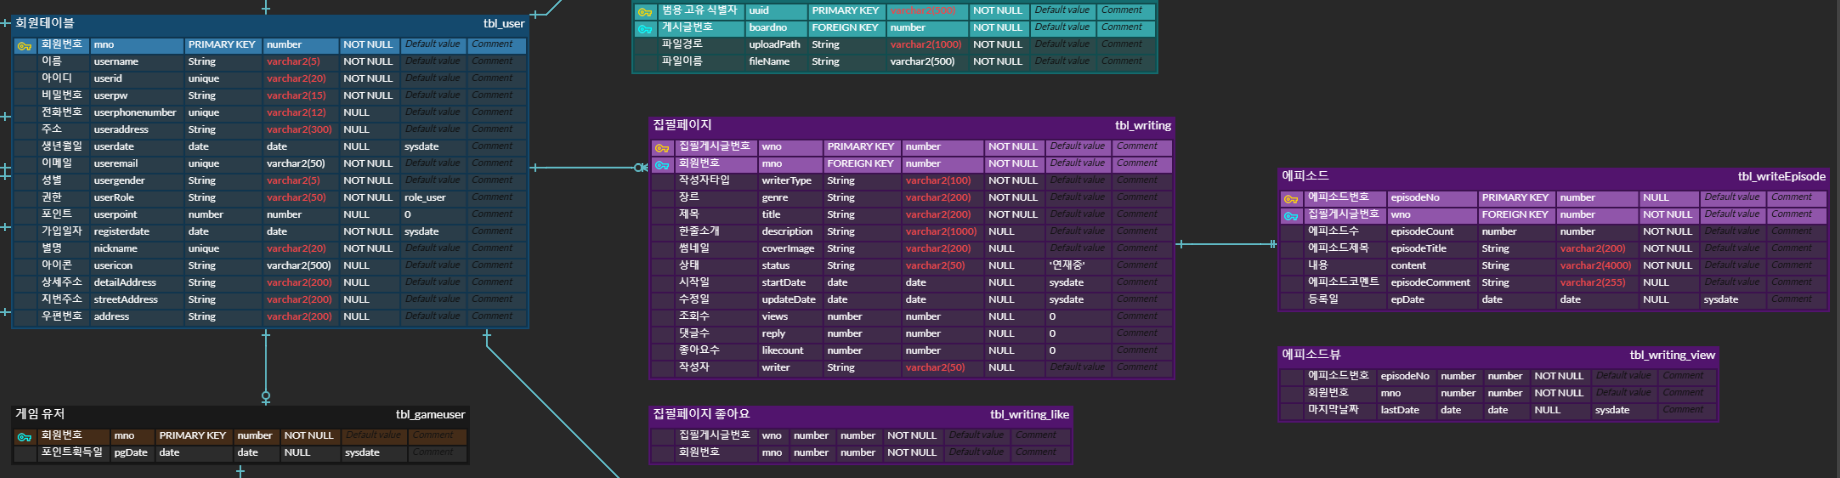 회원테이블 tbl_user
회원번호 mno PRIMARY KEY number NOT NULL Default value Comment
이름 username String varchar2(5) NOT NULL Default value Comment
아이디 userid unique varchar2(20) NOT NULL Default value Comment
비밀번호 userpw String varchar2(15) NOT NULL Default value Comment
전화번호 userphonenumber unique varchar2(12) NULL Default value Comment
주소 useraddress String varchar2(300) NULL Default value Comment
생년월일 userdate date date NULL sysdate Comment
이메일 useremail unique varchar2(50) NOT NULL Default value Comment
성별 usergender String varchar2(5) NOT NULL Default value Comment
권한 userRole String varchar2(50) NOT NULL role_user Comment
포인트 userpoint number number NULL 0 Comment
가입일자 registerdate date date NOT NULL sysdate Comment
별명 nickname unique varchar2(20) NOT NULL Default value Comment
아이콘 usericon String varchar2(500) NULL Default value Comment
상세주소 detailAddress String varchar2(200) NULL Default value Comment
지번주소 streetAddress String varchar2(200) NULL Default value Comment
우편번호 address String varchar2(200) NULL Default value Comment
게임 유저 tbl_gameuser
회원번호 mno PRIMARY KEY number NOT NULL Default value Comment
포인트획득일 pgDate date date NULL sysdate Comment
범용 고유 식별자 uuid PRIMARY KEY varchar2(100) NOT NULL Default value Comment
게시글번호 boardno FOREIGN KEY number NOT NULL Default value Comment
파일경로 uploadPath String varchar2(1000) NOT NULL Default value Comment
파일이름 fileName String varchar2(500) NOT NULL Default value Comment
집필페이지 tbl_writing
집필게시글번호 wno PRIMARY KEY number NOT NULL Default value Comment
회원번호 mno FOREIGN KEY number NOT NULL Default value Comment
작성자타입 writerType String varchar2(100) NOT NULL Default value Comment
장르 genre String varchar2(200) NOT NULL Default value Comment
제목 title String varchar2(200) NOT NULL Default value Comment
한줄소개 description String varchar2(1000) NULL Default value Comment
썸네일 coverImage String varchar2(200) NULL Default value Comment
상태 status String varchar2(50) NULL '연재중' Comment
시작일 startDate date date NULL sysdate Comment
수정일 updateDate date date NULL sysdate Comment
조회수 views number number NULL 0 Comment
댓글수 reply number number NULL 0 Comment
좋아요수 likecount number number NULL 0 Comment
작성자 writer String varchar2(50) NULL Default value Comment
집필페이지 좋아요 tbl_writing_like
집필게시글번호 wno number number NOT NULL Default value Comment
회원번호 mno number number NOT NULL Default value Comment
에피소드 tbl_writeEpisode
에피소드번호 episodeNo PRIMARY KEY number NULL Default value Comment
집필게시글번호 wno FOREIGN KEY number NOT NULL Default value Comment
에피소드수 episodeCount number number NOT NULL Default value Comment
에피소드제목 episodeTitle String varchar2(200) NOT NULL Default value Comment
내용 content String varchar2(4000) NOT NULL Default value Comment
에피소드코멘트 episodeComment String varchar2(255) NULL Default value Comment
등록일 epDate date date NULL sysdate Comment
에피소드뷰 tbl_writing_view
에피소드번호 episodeNo number number NOT NULL Default value Comment
회원번호 mno number number NOT NULL Default value Comment
마지막날짜 lastDate date date NULL sysdate Comment